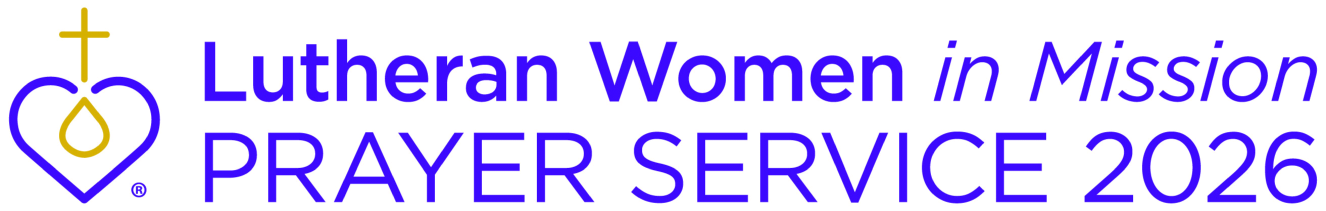 Lutheran Women in Mission
PRAYER SERVICE 2026
®